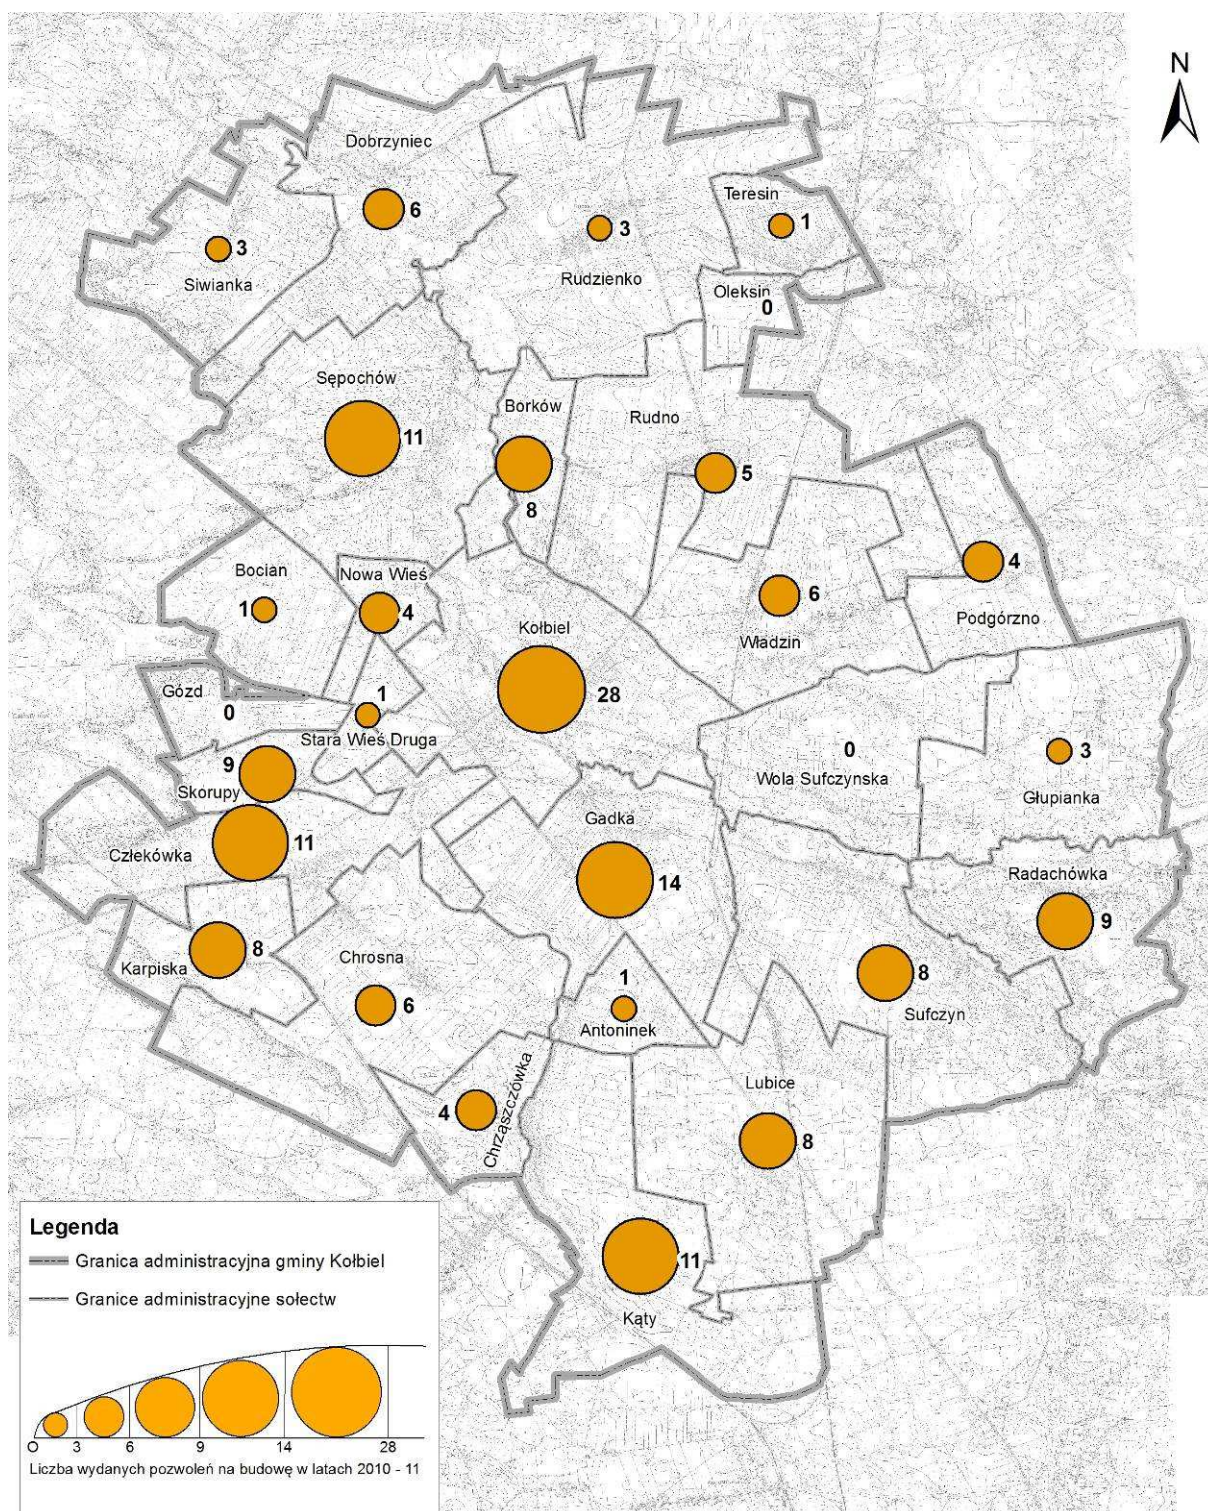 N
Dobrzyniec
6
Siwianka
3
Rudzienko
3
Teresin
1
Oleksin
0
Sępochów
11
Borków
8
Rudno
5
Bocian
1
Nowa Wieś
4
Kołbiel
28
Władzin
6
Podgórzno
4
Gózd
0
1
Stara Wieś Druga
9
Skorupy
Człekówka
11
Gadka
14
0
Wola Sufczynska
3
Głupianka
Radachówka
9
Karpiska
8
Chrosna
6
1
Antoninek
8
Sufczyn
Chrząszczówka
4
Lubice
8
11
Kąty
Legenda
Granica administracyjna gminy Kołbiel
Granice administracyjne sołectw
0 3 6 9 14 28
Liczba wydanych pozwoleń na budowę w latach 2010 - 11